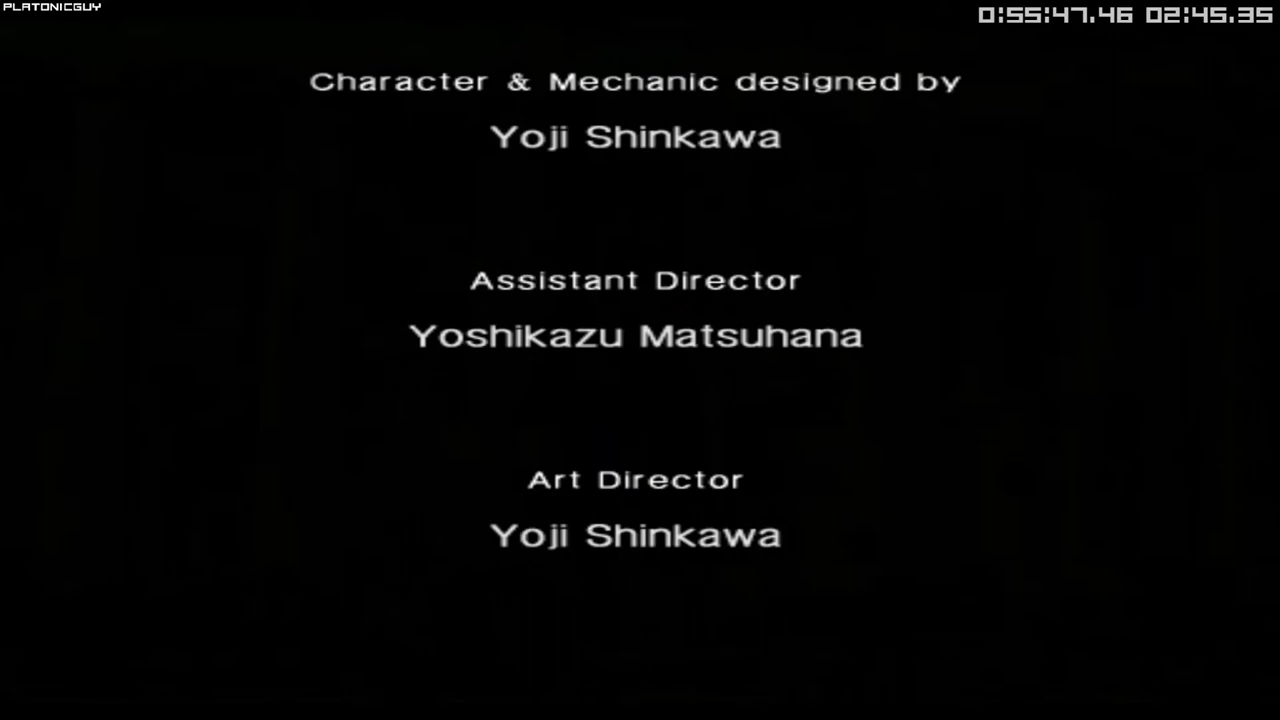 PLATONICGUY
0:55:47.46 02:45.35
Character & Mechanic designed by
Yoji Shinkawa
Assistant Director
Yoshikazu Matsuhana
Art Director
Yoji Shinkawa